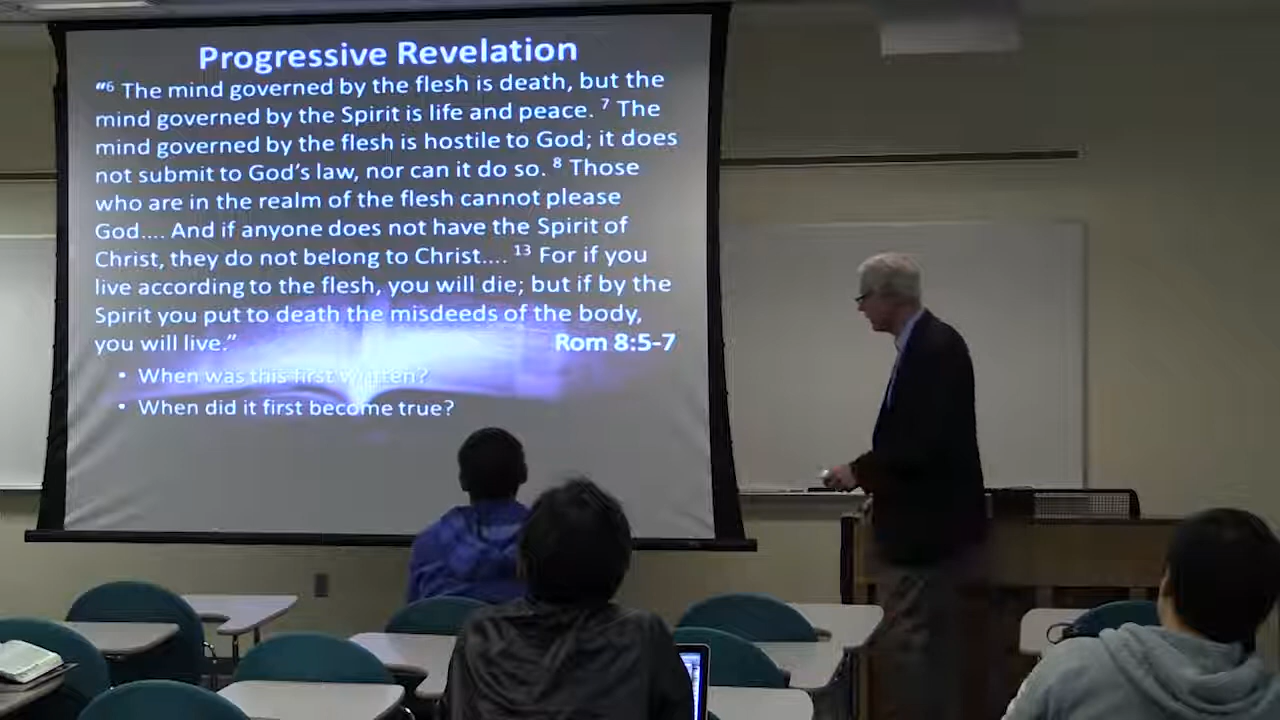 Progressive Revelation
“⁶ The mind governed by the flesh is death, but the
mind governed by the Spirit is life and peace. ⁷ The
mind governed by the flesh is hostile to God; it does
not submit to God’s law, nor can it do so. ⁸ Those
who are in the realm of the flesh cannot please
God.... And if anyone does not have the Spirit of
Christ, they do not belong to Christ.... ¹³ For if you
live according to the flesh, you will die; but if by the
Spirit you put to death the misdeeds of the body,
you will live.” Rom 8:5-7
• When was this first written?
• When did it first become true?